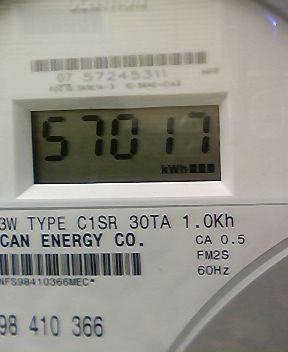 07 57245311
57017
kWh
3W TYPE C1SR 30TA 1.0Kh
CAN ENERGY CO.
CA 0.5
FM2S
60Hz
NFS98410366MEC*
98 410 366